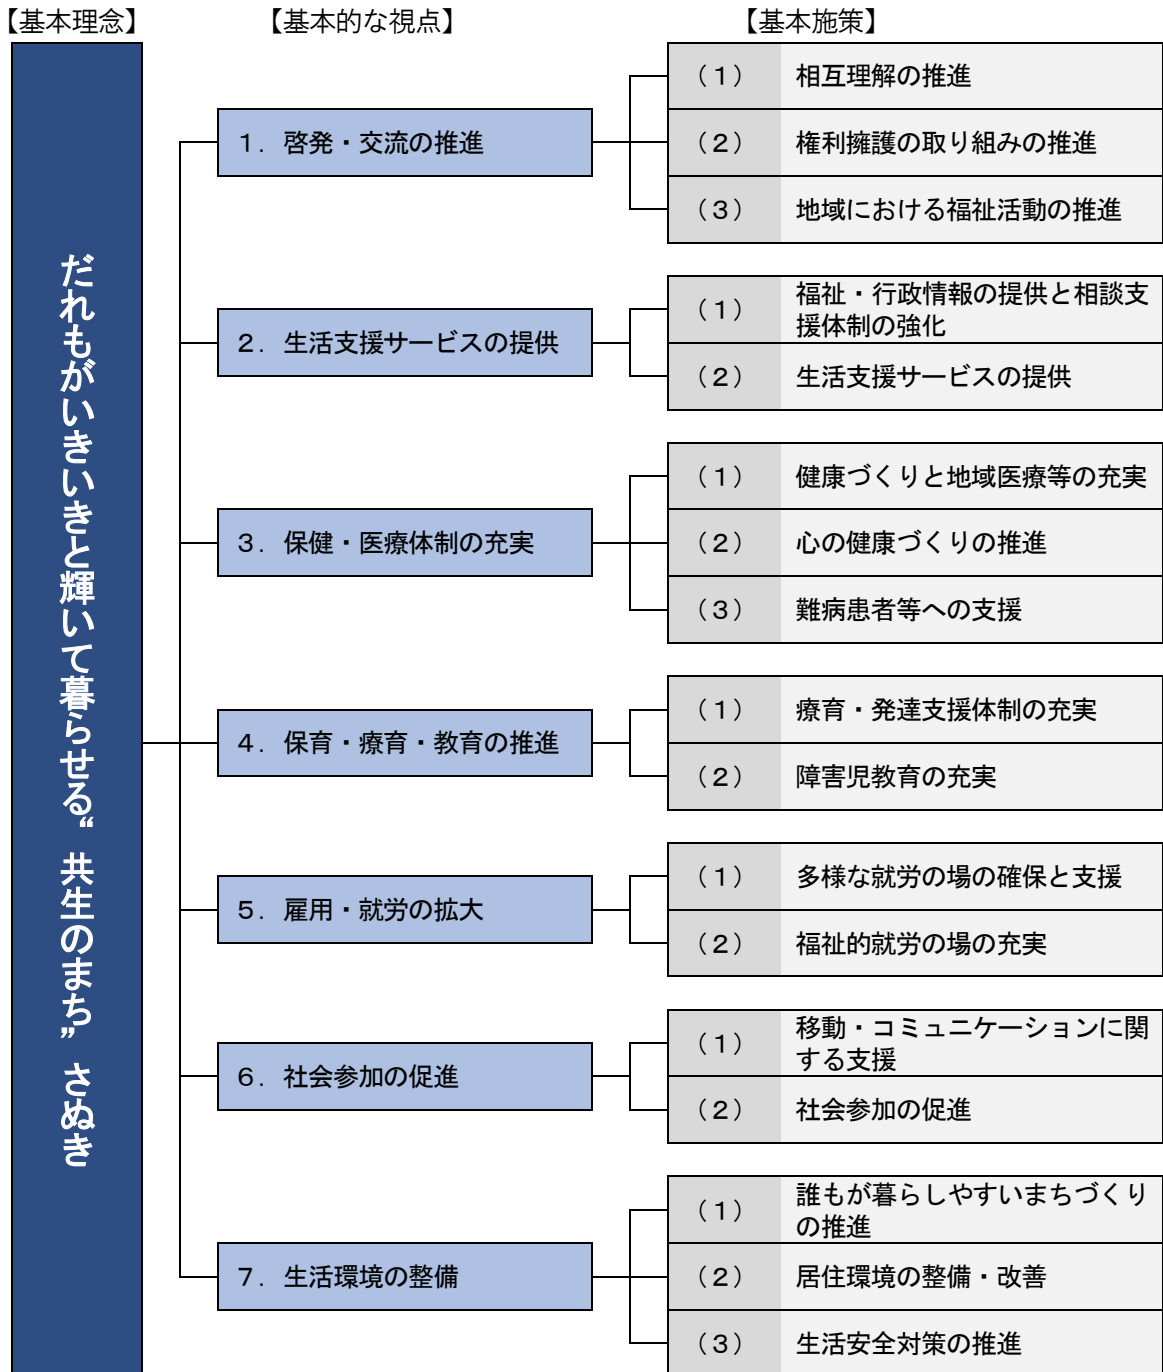 【基本理念】
【基本的な視点】
【基本施策】
だれもがいきいきと輝いて暮らせる“共生のまち”さぬき
１．啓発・交流の推進
（１） 相互理解の推進
（２） 権利擁護の取り組みの推進
（３） 地域における福祉活動の推進
２．生活支援サービスの提供
（１） 福祉・行政情報の提供と相談支
援体制の強化
（２） 生活支援サービスの提供
３．保健・医療体制の充実
（１） 健康づくりと地域医療等の充実
（２） 心の健康づくりの推進
（３） 難病患者等への支援
４．保育・療育・教育の推進
（１） 療育・発達支援体制の充実
（２） 障害児教育の充実
５．雇用・就労の拡大
（１） 多様な就労の場の確保と支援
（２） 福祉的就労の場の充実
６．社会参加の促進
（１） 移動・コミュニケーションに関
する支援
（２） 社会参加の促進
７．生活環境の整備
（１） 誰もが暮らしやすいまちづくり
の推進
（２） 居住環境の整備・改善
（３） 生活安全対策の推進